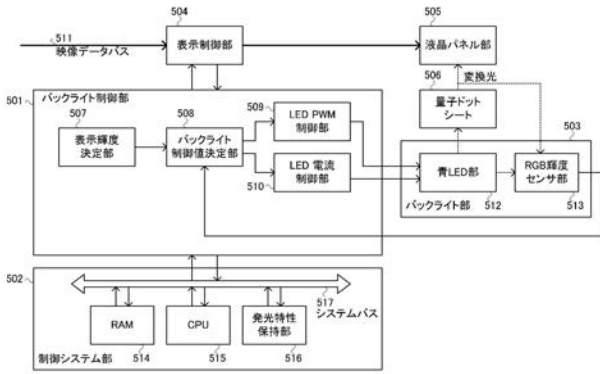 504
表示制御部
505
液晶パネル部
511
映像データバス
変換光
506
量子ドット
シート
501
バックライト制御部
507
表示輝度
決定部
508
バックライト
制御値決定部
509
LED PWM
制御部
LED 電流
制御部
510
503
青LED部
RGB輝度
センサ部
バックライト部
512
513
502
517
システムバス
RAM
CPU
発光特性
保持部
制御システム部
514
515
516